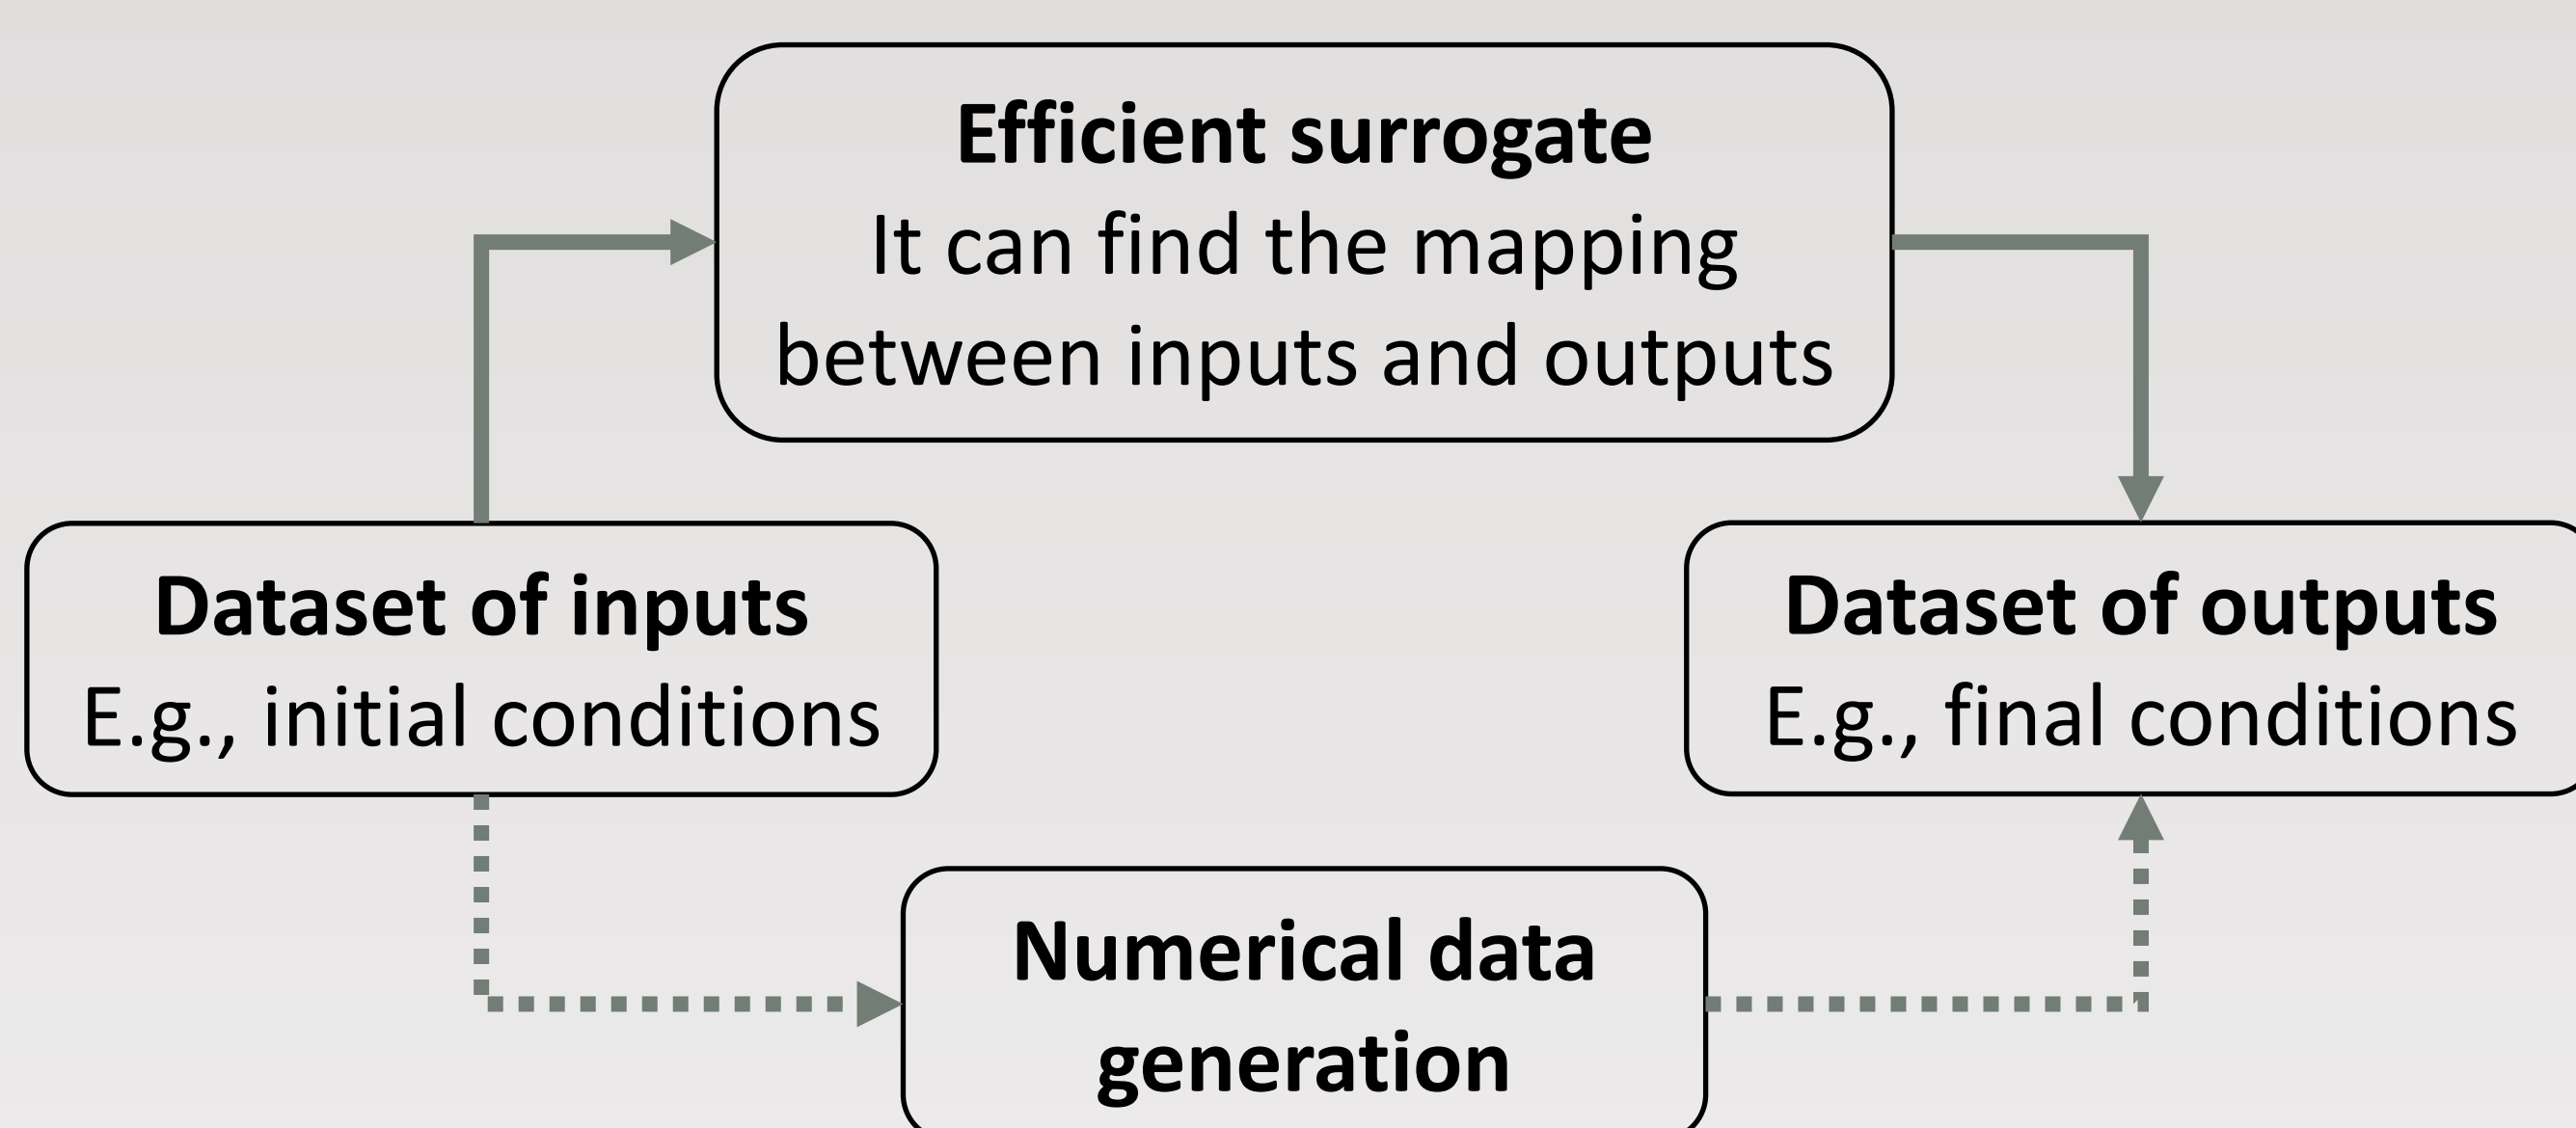 Efficient surrogate
It can find the mapping
between inputs and outputs
Dataset of inputs
E.g., initial conditions
Dataset of outputs
E.g., final conditions
Numerical data
generation